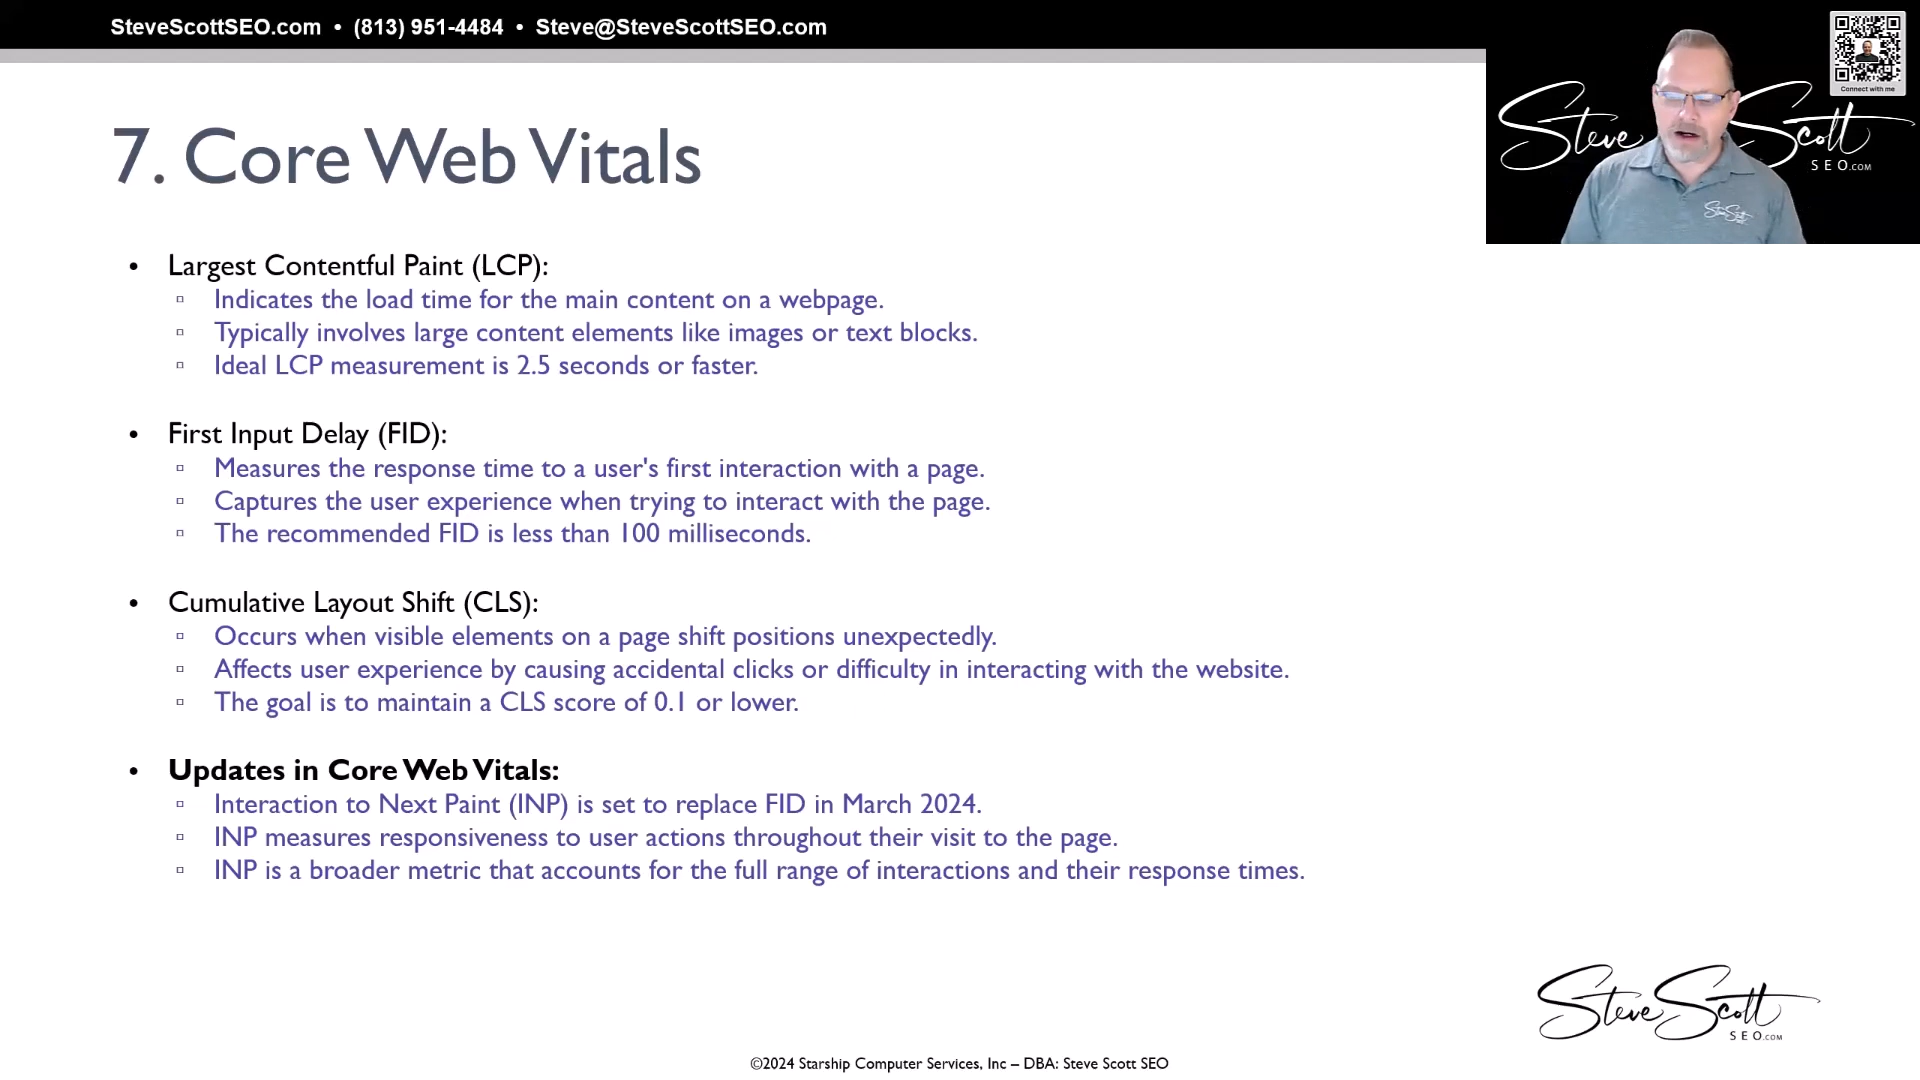 SteveScottSEO.com • (813) 951-4484 • Steve@SteveScottSEO.com
Connect with me
Steve Scott
SEO.COM
7. Core Web Vitals
• Largest Contentful Paint (LCP):
▫ Indicates the load time for the main content on a webpage.
▫ Typically involves large content elements like images or text blocks.
▫ Ideal LCP measurement is 2.5 seconds or faster.
• First Input Delay (FID):
▫ Measures the response time to a user's first interaction with a page.
▫ Captures the user experience when trying to interact with the page.
▫ The recommended FID is less than 100 milliseconds.
• Cumulative Layout Shift (CLS):
▫ Occurs when visible elements on a page shift positions unexpectedly.
▫ Affects user experience by causing accidental clicks or difficulty in interacting with the website.
▫ The goal is to maintain a CLS score of 0.1 or lower.
• Updates in Core Web Vitals:
▫ Interaction to Next Paint (INP) is set to replace FID in March 2024.
▫ INP measures responsiveness to user actions throughout their visit to the page.
▫ INP is a broader metric that accounts for the full range of interactions and their response times.
Steve Scott
SEO.COM
©2024 Starship Computer Services, Inc – DBA: Steve Scott SEO